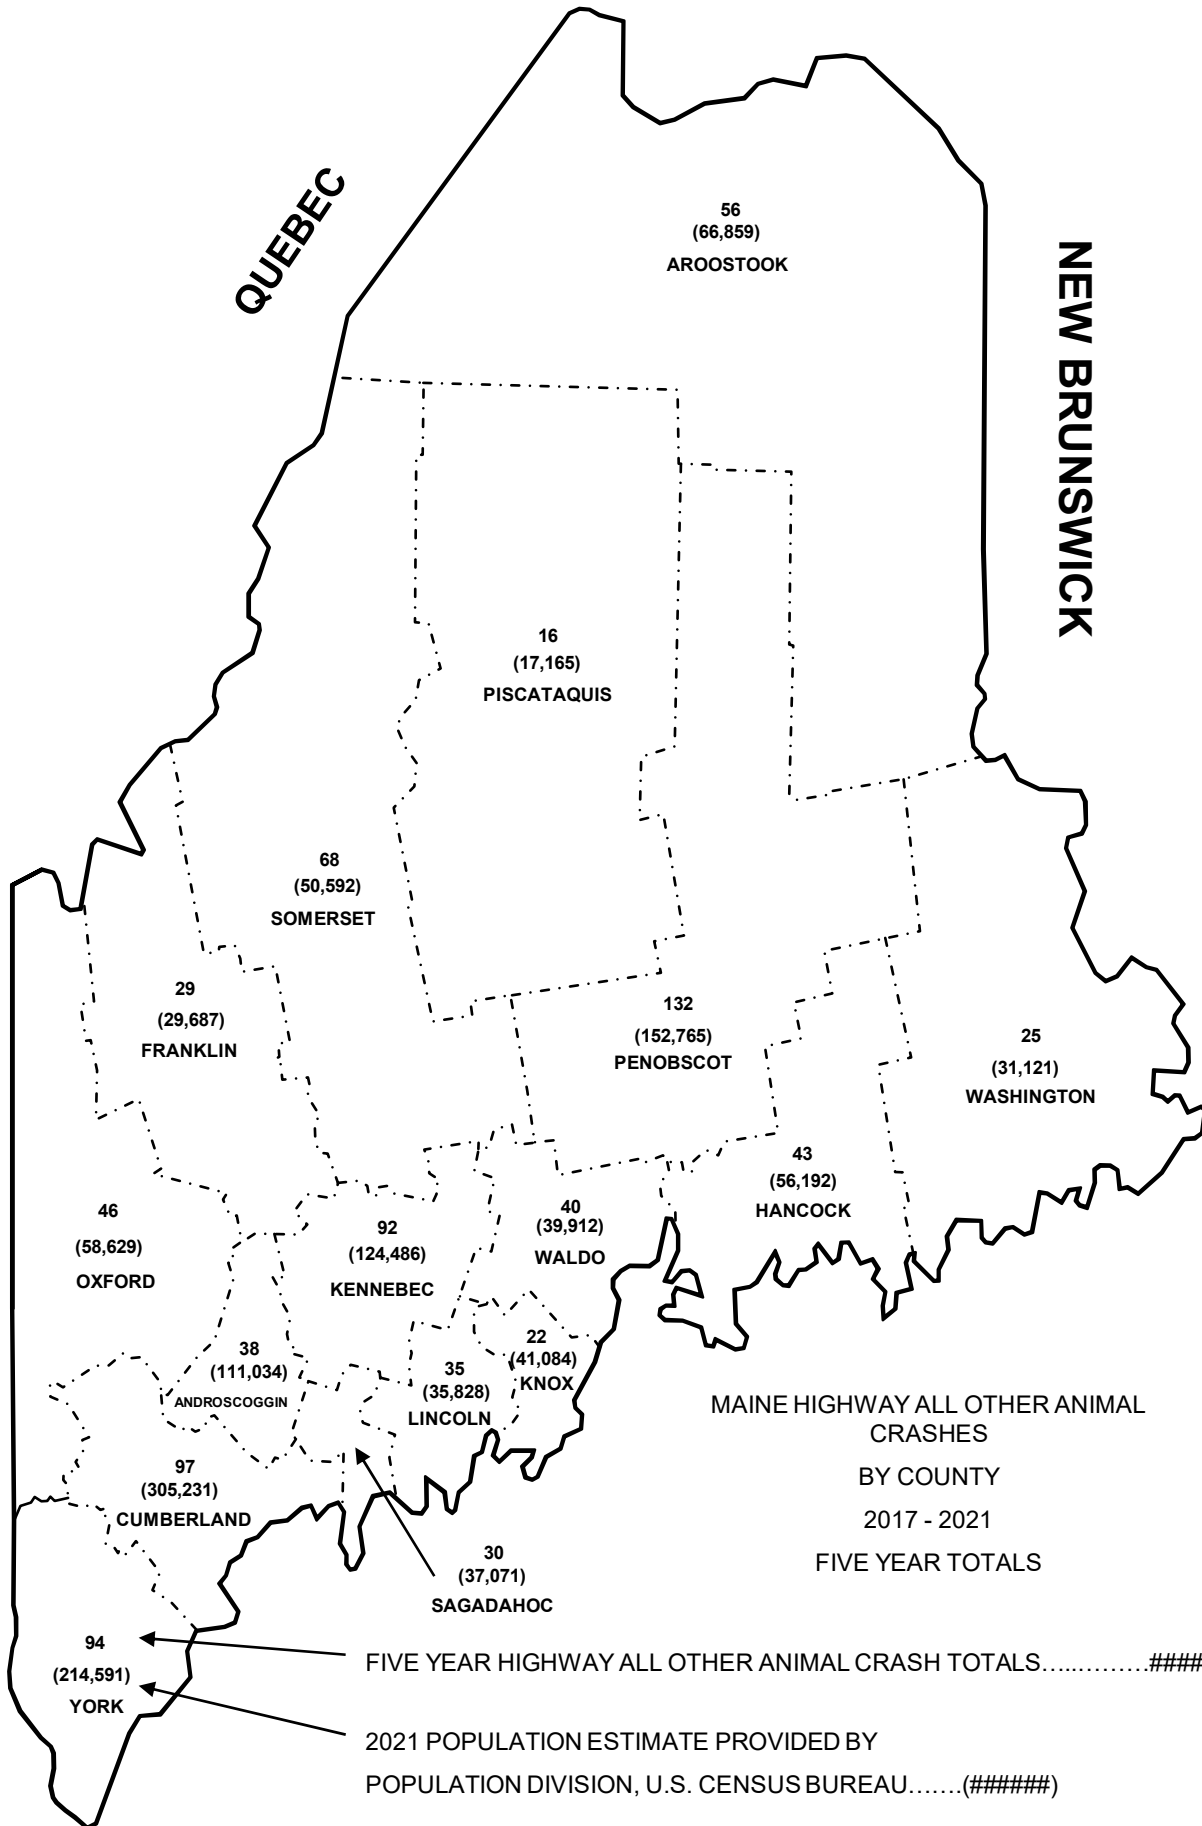 QUEBEC
NEW BRUNSWICK
56
(66,859)
AROOSTOOK
16
(17,165)
PISCATAQUIS
68
(50,592)
SOMERSET
29
(29,687)
FRANKLIN
132
(152,765)
PENOBSCOT
25
(31,121)
WASHINGTON
43
(56,192)
HANCOCK
46
(58,629)
OXFORD
92
(124,486)
KENNEBEC
40
(39,912)
WALDO
38
(111,034)
ANDROSCOGGIN
35
(35,828)
LINCOLN
22
(41,084)
KNOX
97
(305,231)
CUMBERLAND
30
(37,071)
SAGADAHOC
94
(214,591)
YORK
MAINE HIGHWAY ALL OTHER ANIMAL
CRASHES
BY COUNTY
2017 - 2021
FIVE YEAR TOTALS
FIVE YEAR HIGHWAY ALL OTHER ANIMAL CRASH TOTALS…..………####
2021 POPULATION ESTIMATE PROVIDED BY
POPULATION DIVISION, U.S. CENSUS BUREAU…….(######)